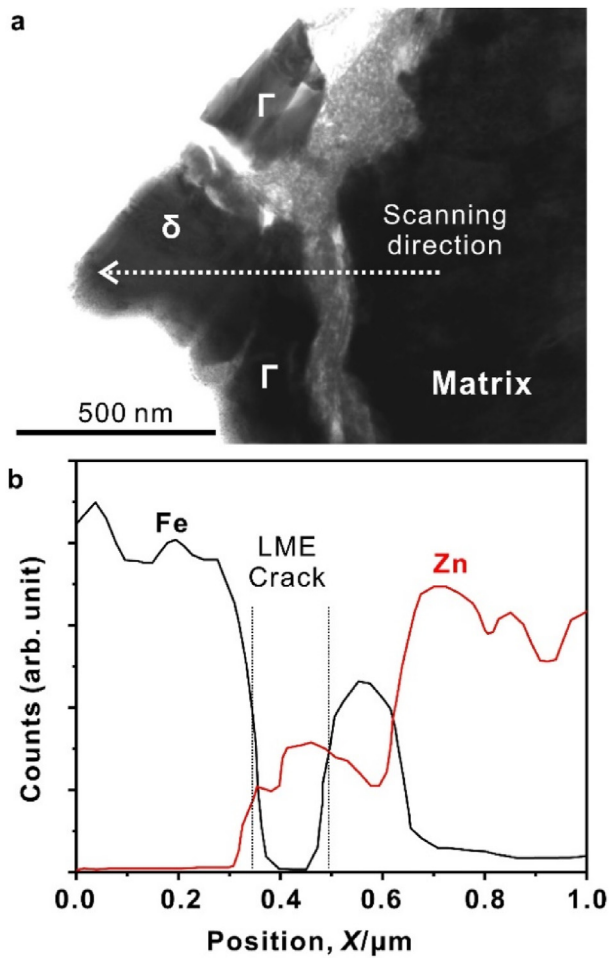 a
Γ
δ
Scanning
direction
Γ
Matrix
500 nm
b
Fe
LME
Crack
Zn
Counts (arb. unit)
0.0 0.2 0.4 0.6 0.8 1.0
Position, X/μm